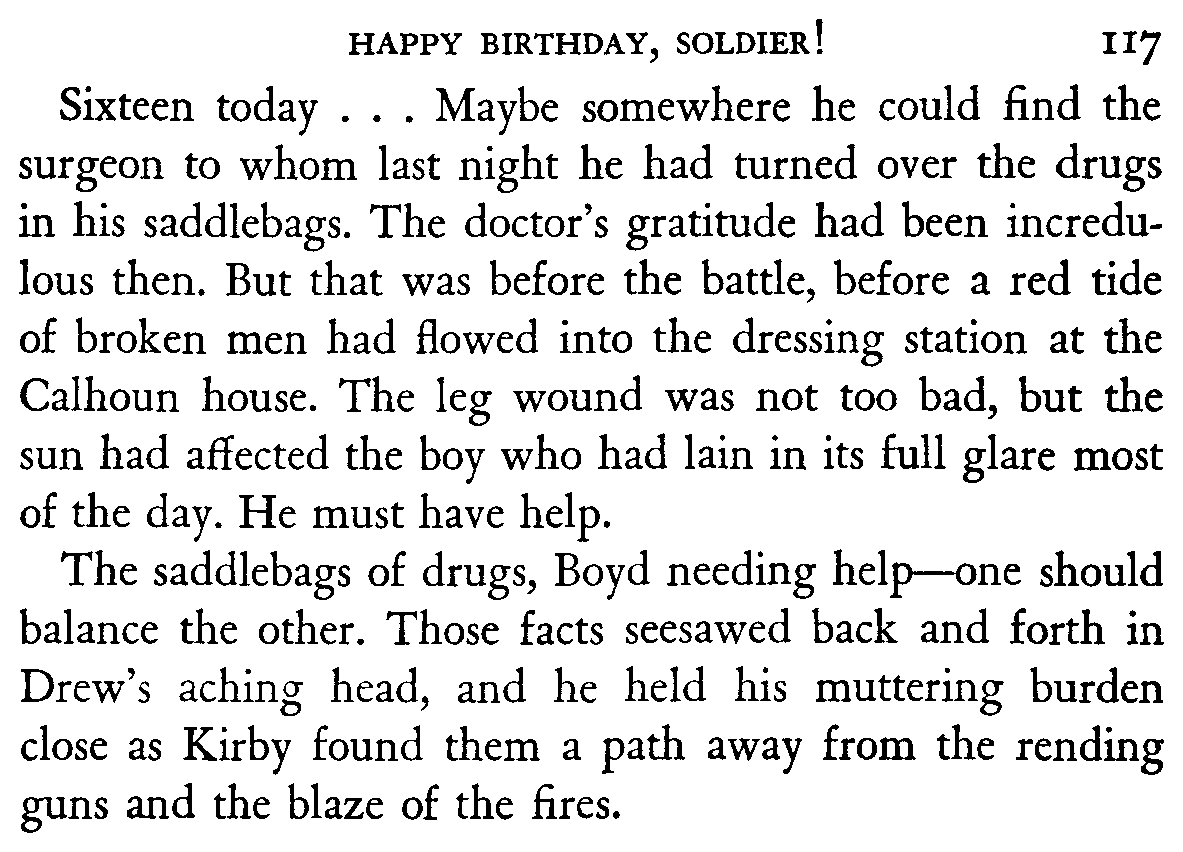 HAPPY BIRTHDAY, SOLDIER! 117
Sixteen today . . . Maybe somewhere he could find the
surgeon to whom last night he had turned over the drugs
in his saddlebags. The doctor's gratitude had been incredu-
lous then. But that was before the battle, before a red tide
of broken men had flowed into the dressing station at the
Calhoun house. The leg wound was not too bad, but the
sun had affected the boy who had lain in its full glare most
of the day. He must have help.
The saddlebags of drugs, Boyd needing help—one should
balance the other. Those facts seesawed back and forth in
Drew's aching head, and he held his muttering burden
close as Kirby found them a path away from the rending
guns and the blaze of the fires.